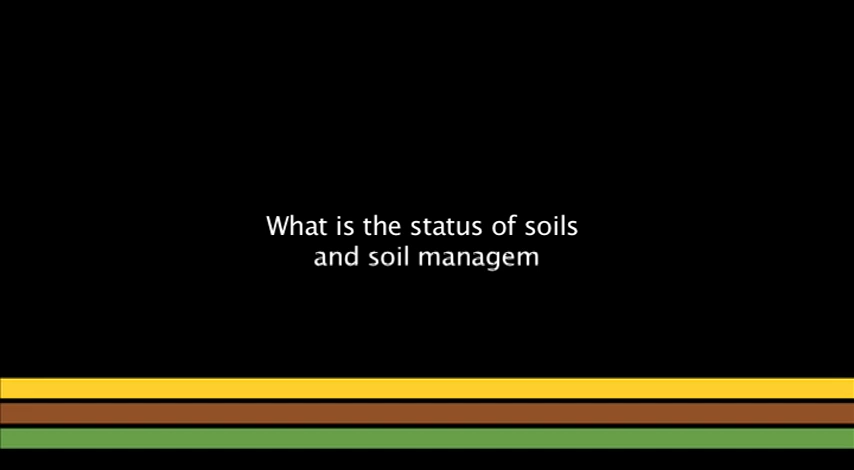 What is the status of soils
and soil managem